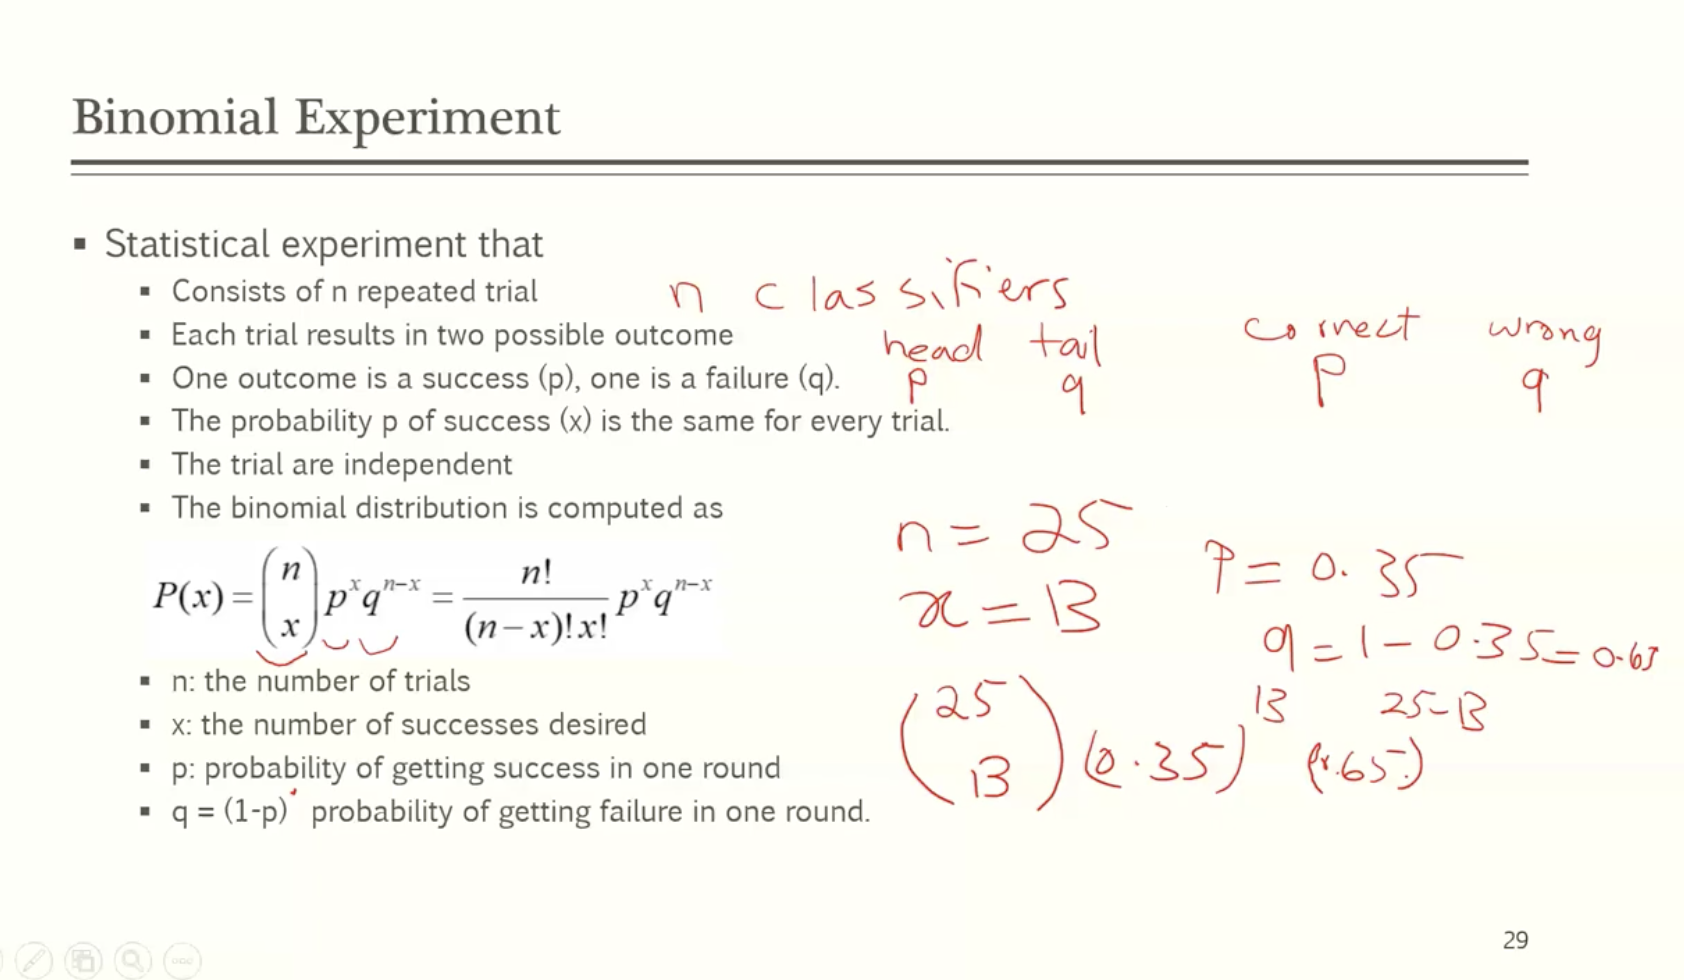 Binomial Experiment
▪ Statistical experiment that
▪ Consists of n repeated trial
n classifiers
▪ Each trial results in two possible outcome
head tail
correct wrong
▪ One outcome is a success (p), one is a failure (q).
p q
p q
▪ The probability p of success (x) is the same for every trial.
▪ The trial are independent
▪ The binomial distribution is computed as
n = 25
x = 13
P = 0.35
q = 1 - 0.35 = 0.65
P(x) = (n x) p^x q^{n-x} = n! / (n-x)! x! p^x q^{n-x}
(25 13) (0.35)^{13} (0.65)^{25-13}
▪ n: the number of trials
▪ x: the number of successes desired
▪ p: probability of getting success in one round
▪ q = (1-p) probability of getting failure in one round.
29